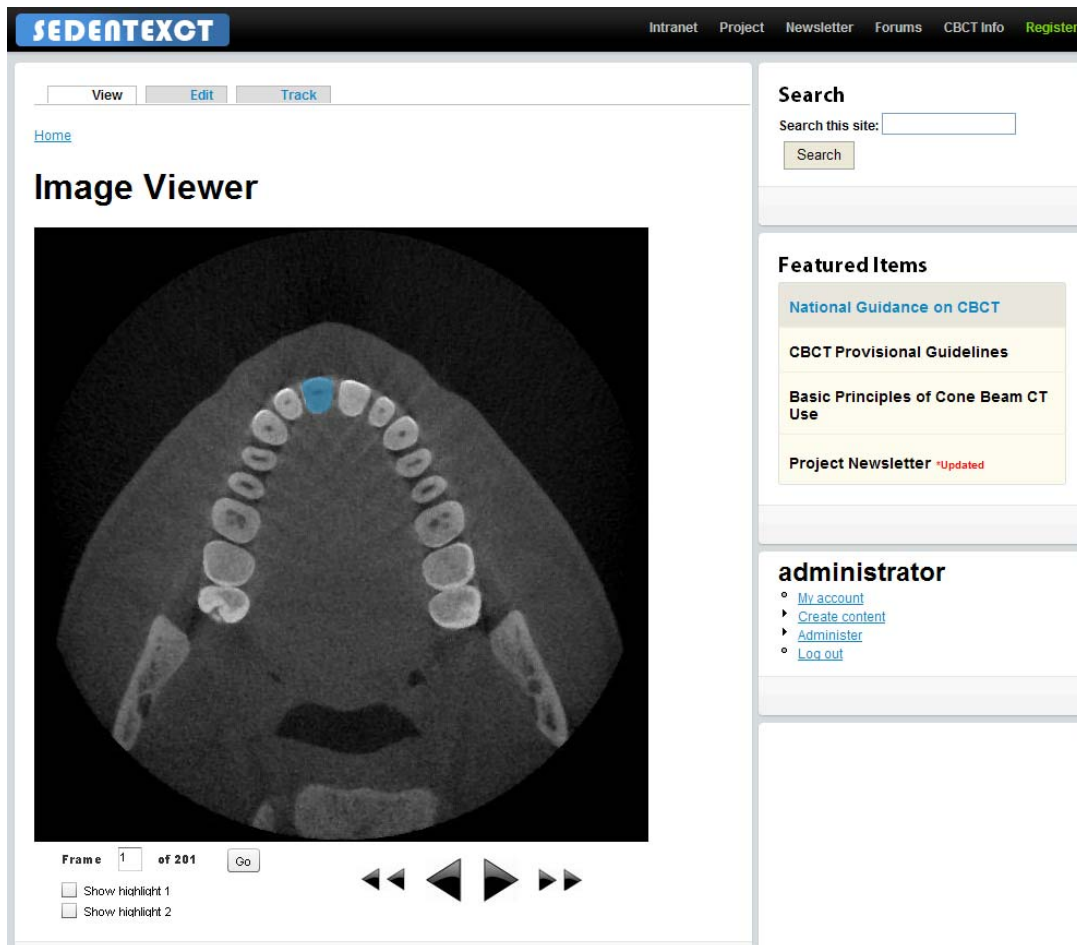 SEDENTEXCT
Intranet Project Newsletter Forums CBCT Info Register
View Edit Track
Home
Image Viewer
Frame 1 of 201 Go
Show highlight 1
Show highlight 2
Search
Search this site:
Search
Featured Items
National Guidance on CBCT
CBCT Provisional Guidelines
Basic Principles of Cone Beam CT
Use
Project Newsletter *Updated
administrator
My account
Create content
Administer
Log out